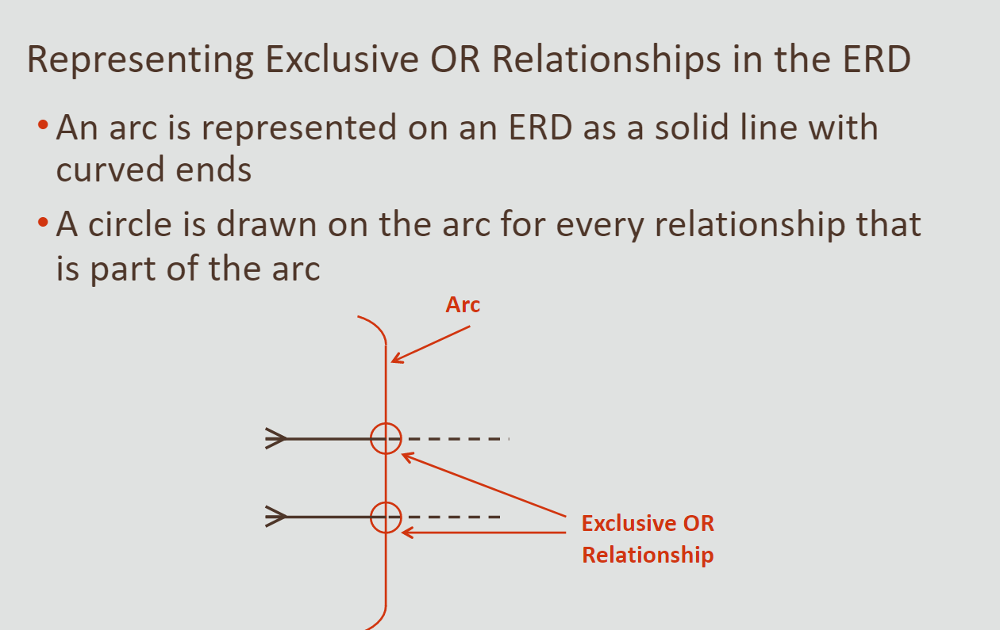 Representing Exclusive OR Relationships in the ERD
• An arc is represented on an ERD as a solid line with
curved ends
• A circle is drawn on the arc for every relationship that
is part of the arc
Arc
Exclusive OR
Relationship